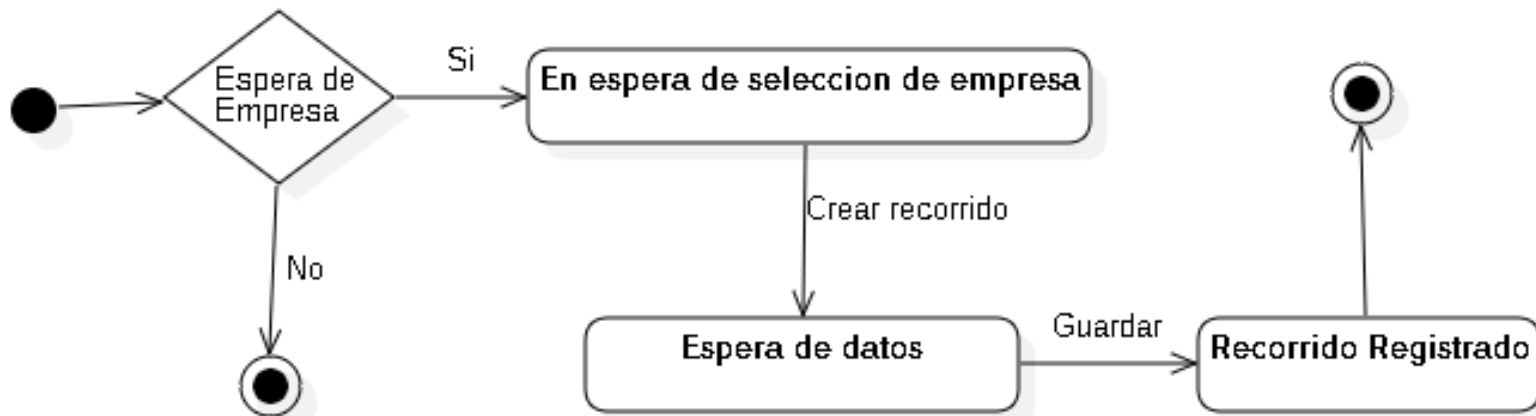 Espera de
Empresa
Si
En espera de seleccion de empresa
No
Crear recorrido
Espera de datos
Guardar
Recorrido Registrado